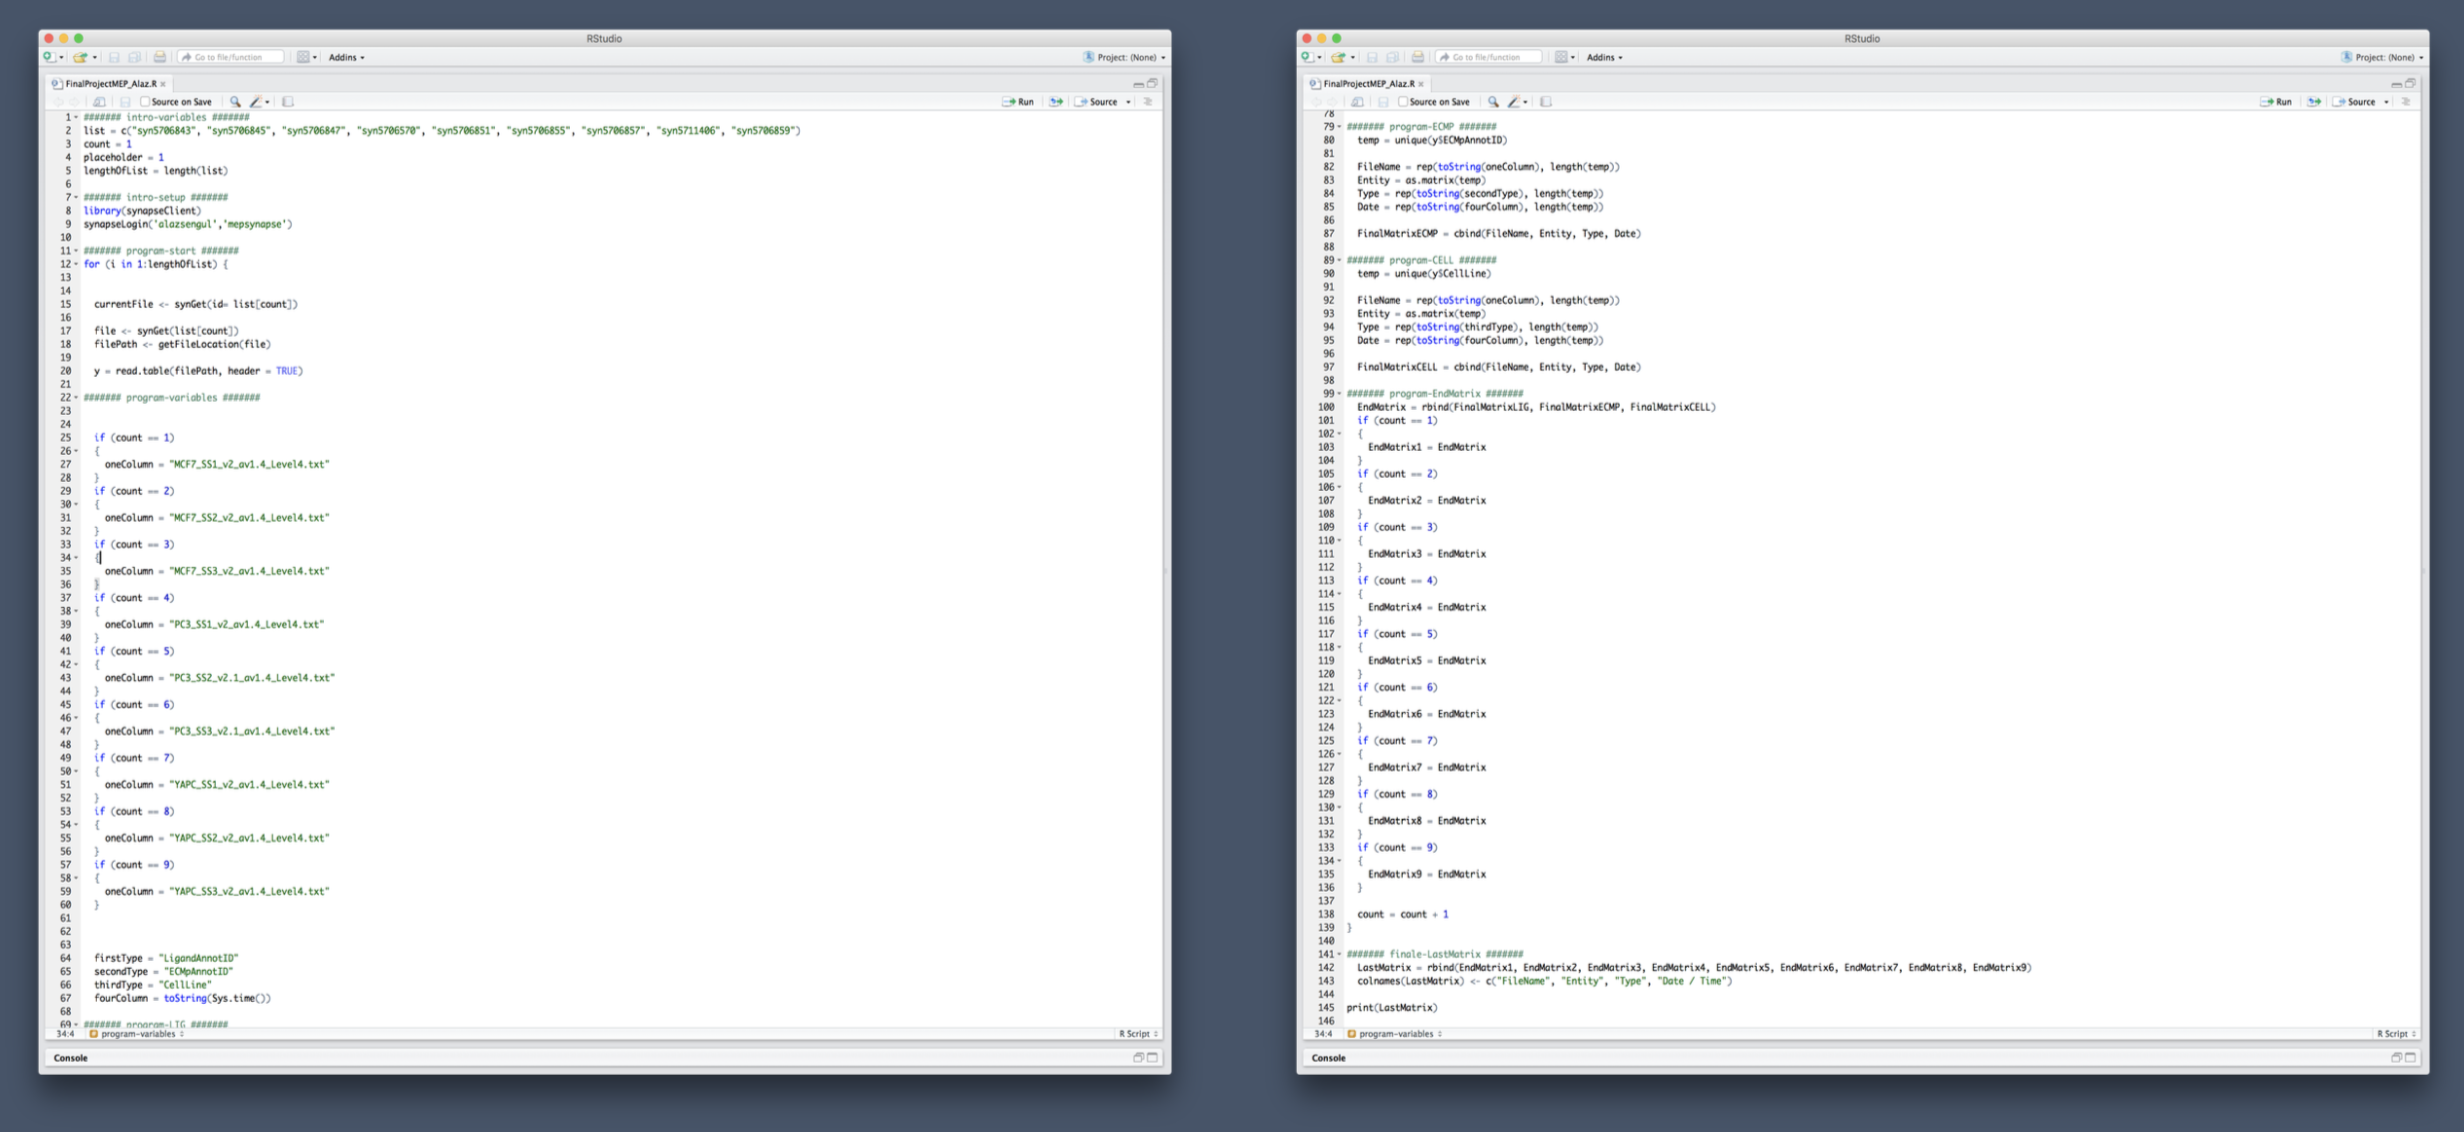 RStudio
Go to file/function
Addins
Project: (None)
FinalProjectMEP_Alaz.R
Source on Save
Run
Source
1 ####### intro-variables #######
2 list = c("syn5706843", "syn5706845", "syn5706847", "syn5706570", "syn5706851", "syn5706855", "syn5706857", "syn5711406", "syn5706859")
3 count = 1
4 placeholder = 1
5 lengthOfList = length(list)
6
7 ####### intro-setup #######
8 library(synapseClient)
9 synapseLogin('alazsengul','mepsynapse')
10
11 ####### program-start #######
12 for (i in 1:lengthOfList) {
13
14
15 currentFile <- synGet(id= list[count])
16
17 file <- synGet(list[count])
18 filePath <- getFileLocation(file)
19
20 y = read.table(filePath, header = TRUE)
21
22 ####### program-variables #######
23
24
25 if (count == 1)
26 {
27 oneColumn = "MCF7_SS1_v2_av1.4_Level4.txt"
28 }
29 if (count == 2)
30 {
31 oneColumn = "MCF7_SS2_v2_av1.4_Level4.txt"
32 }
33 if (count == 3)
34 {
35 oneColumn = "MCF7_SS3_v2_av1.4_Level4.txt"
36 }
37 if (count == 4)
38 {
39 oneColumn = "PC3_SS1_v2_av1.4_Level4.txt"
40 }
41 if (count == 5)
42 {
43 oneColumn = "PC3_SS2_v2.1_av1.4_Level4.txt"
44 }
45 if (count == 6)
46 {
47 oneColumn = "PC3_SS3_v2.1_av1.4_Level4.txt"
48 }
49 if (count == 7)
50 {
51 oneColumn = "YAPC_SS1_v2_av1.4_Level4.txt"
52 }
53 if (count == 8)
54 {
55 oneColumn = "YAPC_SS2_v2_av1.4_Level4.txt"
56 }
57 if (count == 9)
58 {
59 oneColumn = "YAPC_SS3_v2_av1.4_Level4.txt"
60 }
61
62
63
64 firstType = "LigandAnnotID"
65 secondType = "ECMpAnnotID"
66 thirdType = "CellLine"
67 fourColumn = toString(Sys.time())
68
69 ####### program-LIG #######
34:4 program-variables R Script
Console
RStudio
Go to file/function
Addins
Project: (None)
FinalProjectMEP_Alaz.R
Source on Save
Run
Source
78
79 ####### program-ECMP #######
80 temp = unique(y$ECMpAnnotID)
81
82 FileName = rep(toString(oneColumn), length(temp))
83 Entity = as.matrix(temp)
84 Type = rep(toString(secondType), length(temp))
85 Date = rep(toString(fourColumn), length(temp))
86
87 FinalMatrixECMP = cbind(FileName, Entity, Type, Date)
88
89 ####### program-CELL #######
90 temp = unique(y$CellLine)
91
92 FileName = rep(toString(oneColumn), length(temp))
93 Entity = as.matrix(temp)
94 Type = rep(toString(thirdType), length(temp))
95 Date = rep(toString(fourColumn), length(temp))
96
97 FinalMatrixCELL = cbind(FileName, Entity, Type, Date)
98
99 ####### program-EndMatrix #######
100 EndMatrix = rbind(FinalMatrixLIG, FinalMatrixECMP, FinalMatrixCELL)
101 if (count == 1)
102 {
103 EndMatrix1 = EndMatrix
104 }
105 if (count == 2)
106 {
107 EndMatrix2 = EndMatrix
108 }
109 if (count == 3)
110 {
111 EndMatrix3 = EndMatrix
112 }
113 if (count == 4)
114 {
115 EndMatrix4 = EndMatrix
116 }
117 if (count == 5)
118 {
119 EndMatrix5 = EndMatrix
120 }
121 if (count == 6)
122 {
123 EndMatrix6 = EndMatrix
124 }
125 if (count == 7)
126 {
127 EndMatrix7 = EndMatrix
128 }
129 if (count == 8)
130 {
131 EndMatrix8 = EndMatrix
132 }
133 if (count == 9)
134 {
135 EndMatrix9 = EndMatrix
136 }
137
138 count = count + 1
139 }
140
141 ####### finale-LastMatrix #######
142 LastMatrix = rbind(EndMatrix1, EndMatrix2, EndMatrix3, EndMatrix4, EndMatrix5, EndMatrix6, EndMatrix7, EndMatrix8, EndMatrix9)
143 colnames(LastMatrix) <- c("FileName", "Entity", "Type", "Date / Time")
144
145 print(LastMatrix)
146
34:4 program-variables R Script
Console